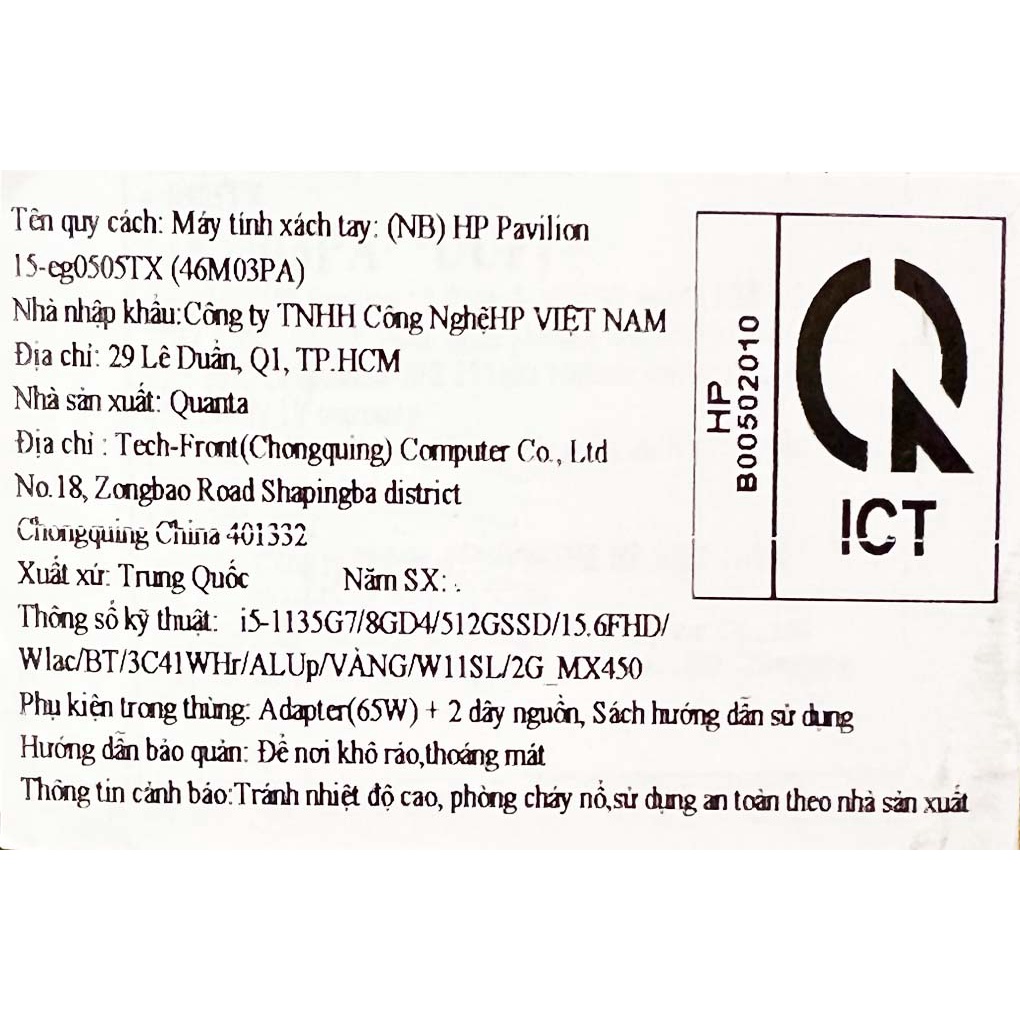 Tên quy cách: Máy tính xách tay: (NB) HP Pavilion
15-eg0505TX (46M03PA)
Nhà nhập khẩu:Công ty TNHH Công NghệHP VIỆT NAM
Địa chỉ: 29 Lê Duẩn, Q1, TP.HCM
Nhà sản xuất: Quanta
Địa chỉ : Tech-Front(Chongquing) Computer Co., Ltd
No.18, Zongbao Road Shapingba district
Chongquing China 401332
Xuất xứ: Trung Quốc Năm SX: .
Thông số kỹ thuật: i5-1135G7/8GD4/512GSSD/15.6FHD/
Wlac/BT/3C41WHr/ALUp/VÀNG/W11SL/2G_MX450
Phụ kiện trong thùng: Adapter(65W) + 2 dây nguồn, Sách hướng dẫn sử dụng
Hướng dẫn bảo quản: Để nơi khô ráo,thoáng mát
Thông tin cảnh báo:Tránh nhiệt độ cao, phòng cháy nổ,sử dụng an toàn theo nhà sản xuất
HP
B00502010
ICT